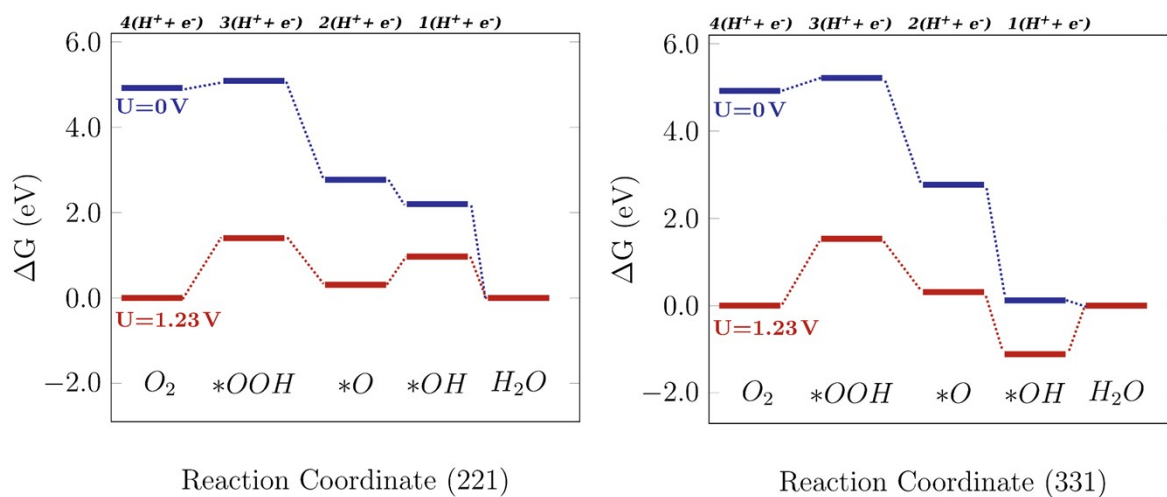 4(H⁺+ e⁻) 3(H⁺+ e⁻) 2(H⁺+ e⁻) 1(H⁺+ e⁻)
6.0
4.0
2.0
0.0
−2.0
ΔG (eV)
U=0 V
U=1.23 V
O₂ ∗OOH ∗O ∗OH H₂O
Reaction Coordinate (221)
4(H⁺+ e⁻) 3(H⁺+ e⁻) 2(H⁺+ e⁻) 1(H⁺+ e⁻)
6.0
4.0
2.0
0.0
−2.0
ΔG (eV)
U=0 V
U=1.23 V
O₂ ∗OOH ∗O ∗OH H₂O
Reaction Coordinate (331)